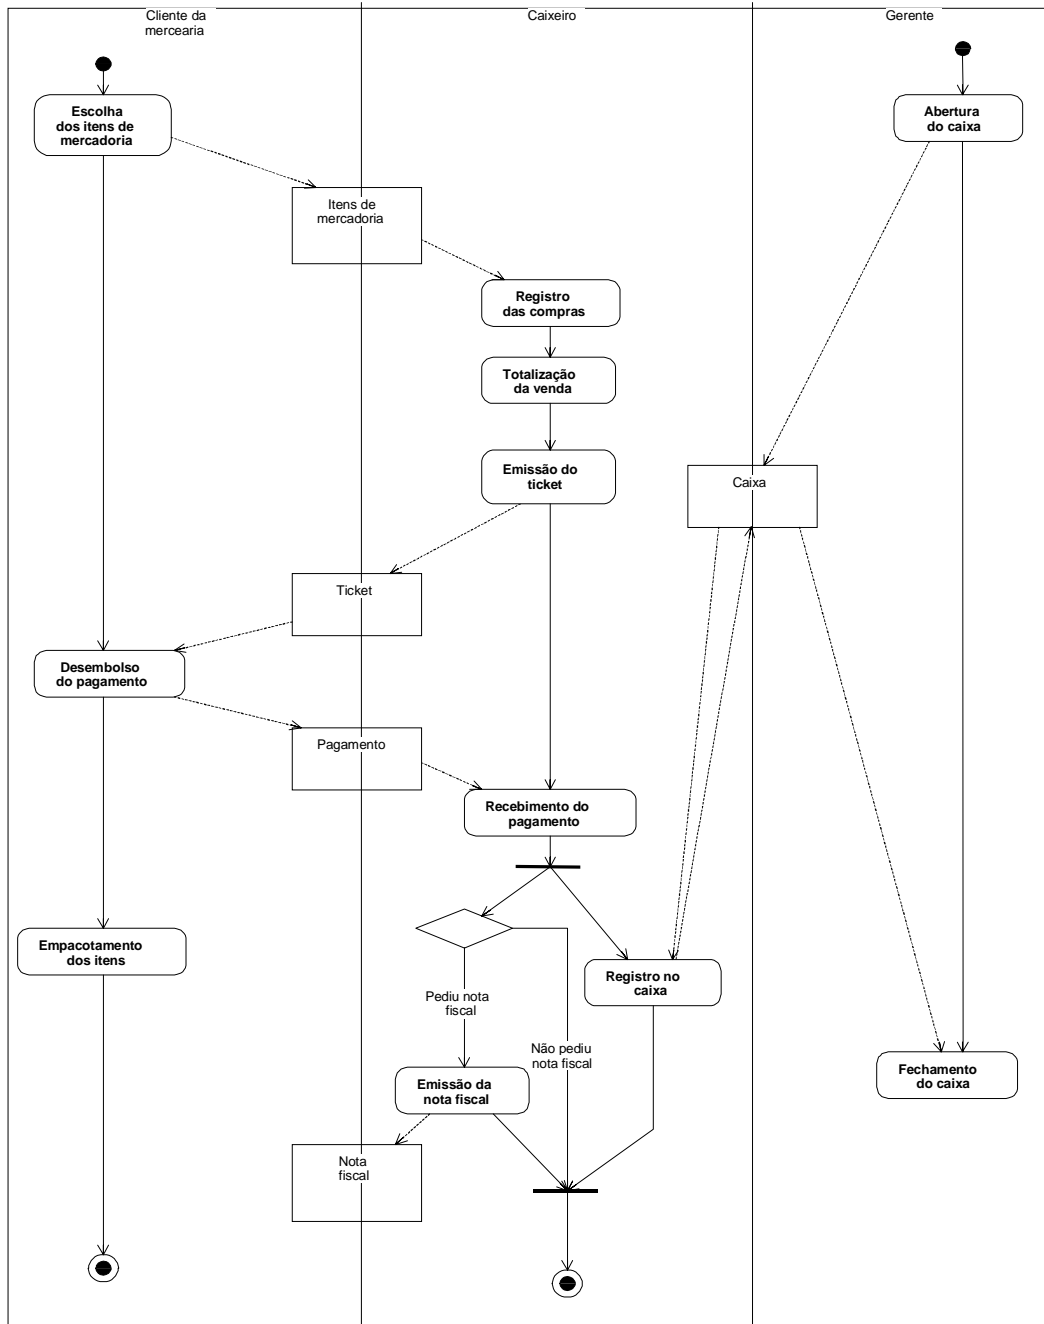 Cliente da
mercearia
Caixeiro
Gerente
Escolha
dos itens de
mercadoria
Abertura
do caixa
Itens de
mercadoria
Registro
das compras
Totalização
da venda
Emissão do
ticket
Caixa
Ticket
Desembolso
do pagamento
Pagamento
Recebimento do
pagamento
Empacotamento
dos itens
Registro no
caixa
Pediu nota
fiscal
Não pediu
nota fiscal
Fechamento
do caixa
Emissão da
nota fiscal
Nota
fiscal